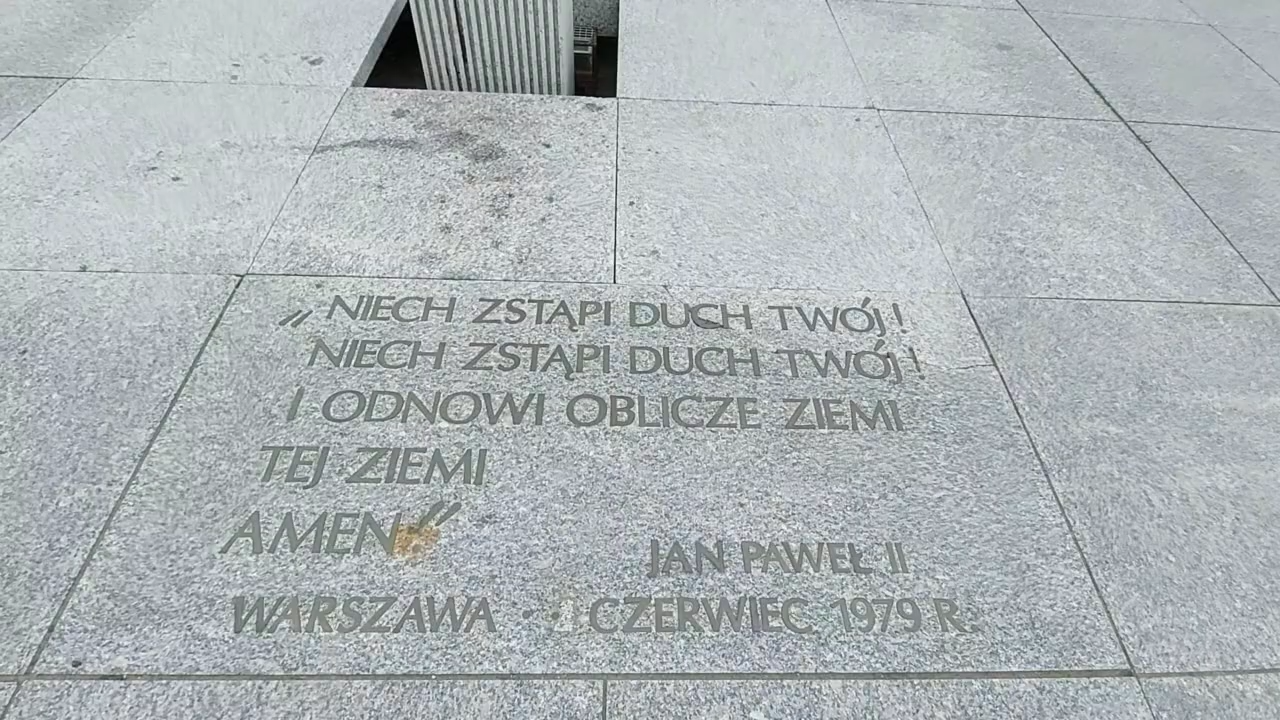 „NIECH ZSTĄPI DUCH TWÓJ!
NIECH ZSTĄPI DUCH TWÓJ!
I ODNOWI OBLICZE ZIEMI
TEJ ZIEMI
AMEN”
JAN PAWEŁ II
WARSZAWA · CZERWIEC 1979 R.